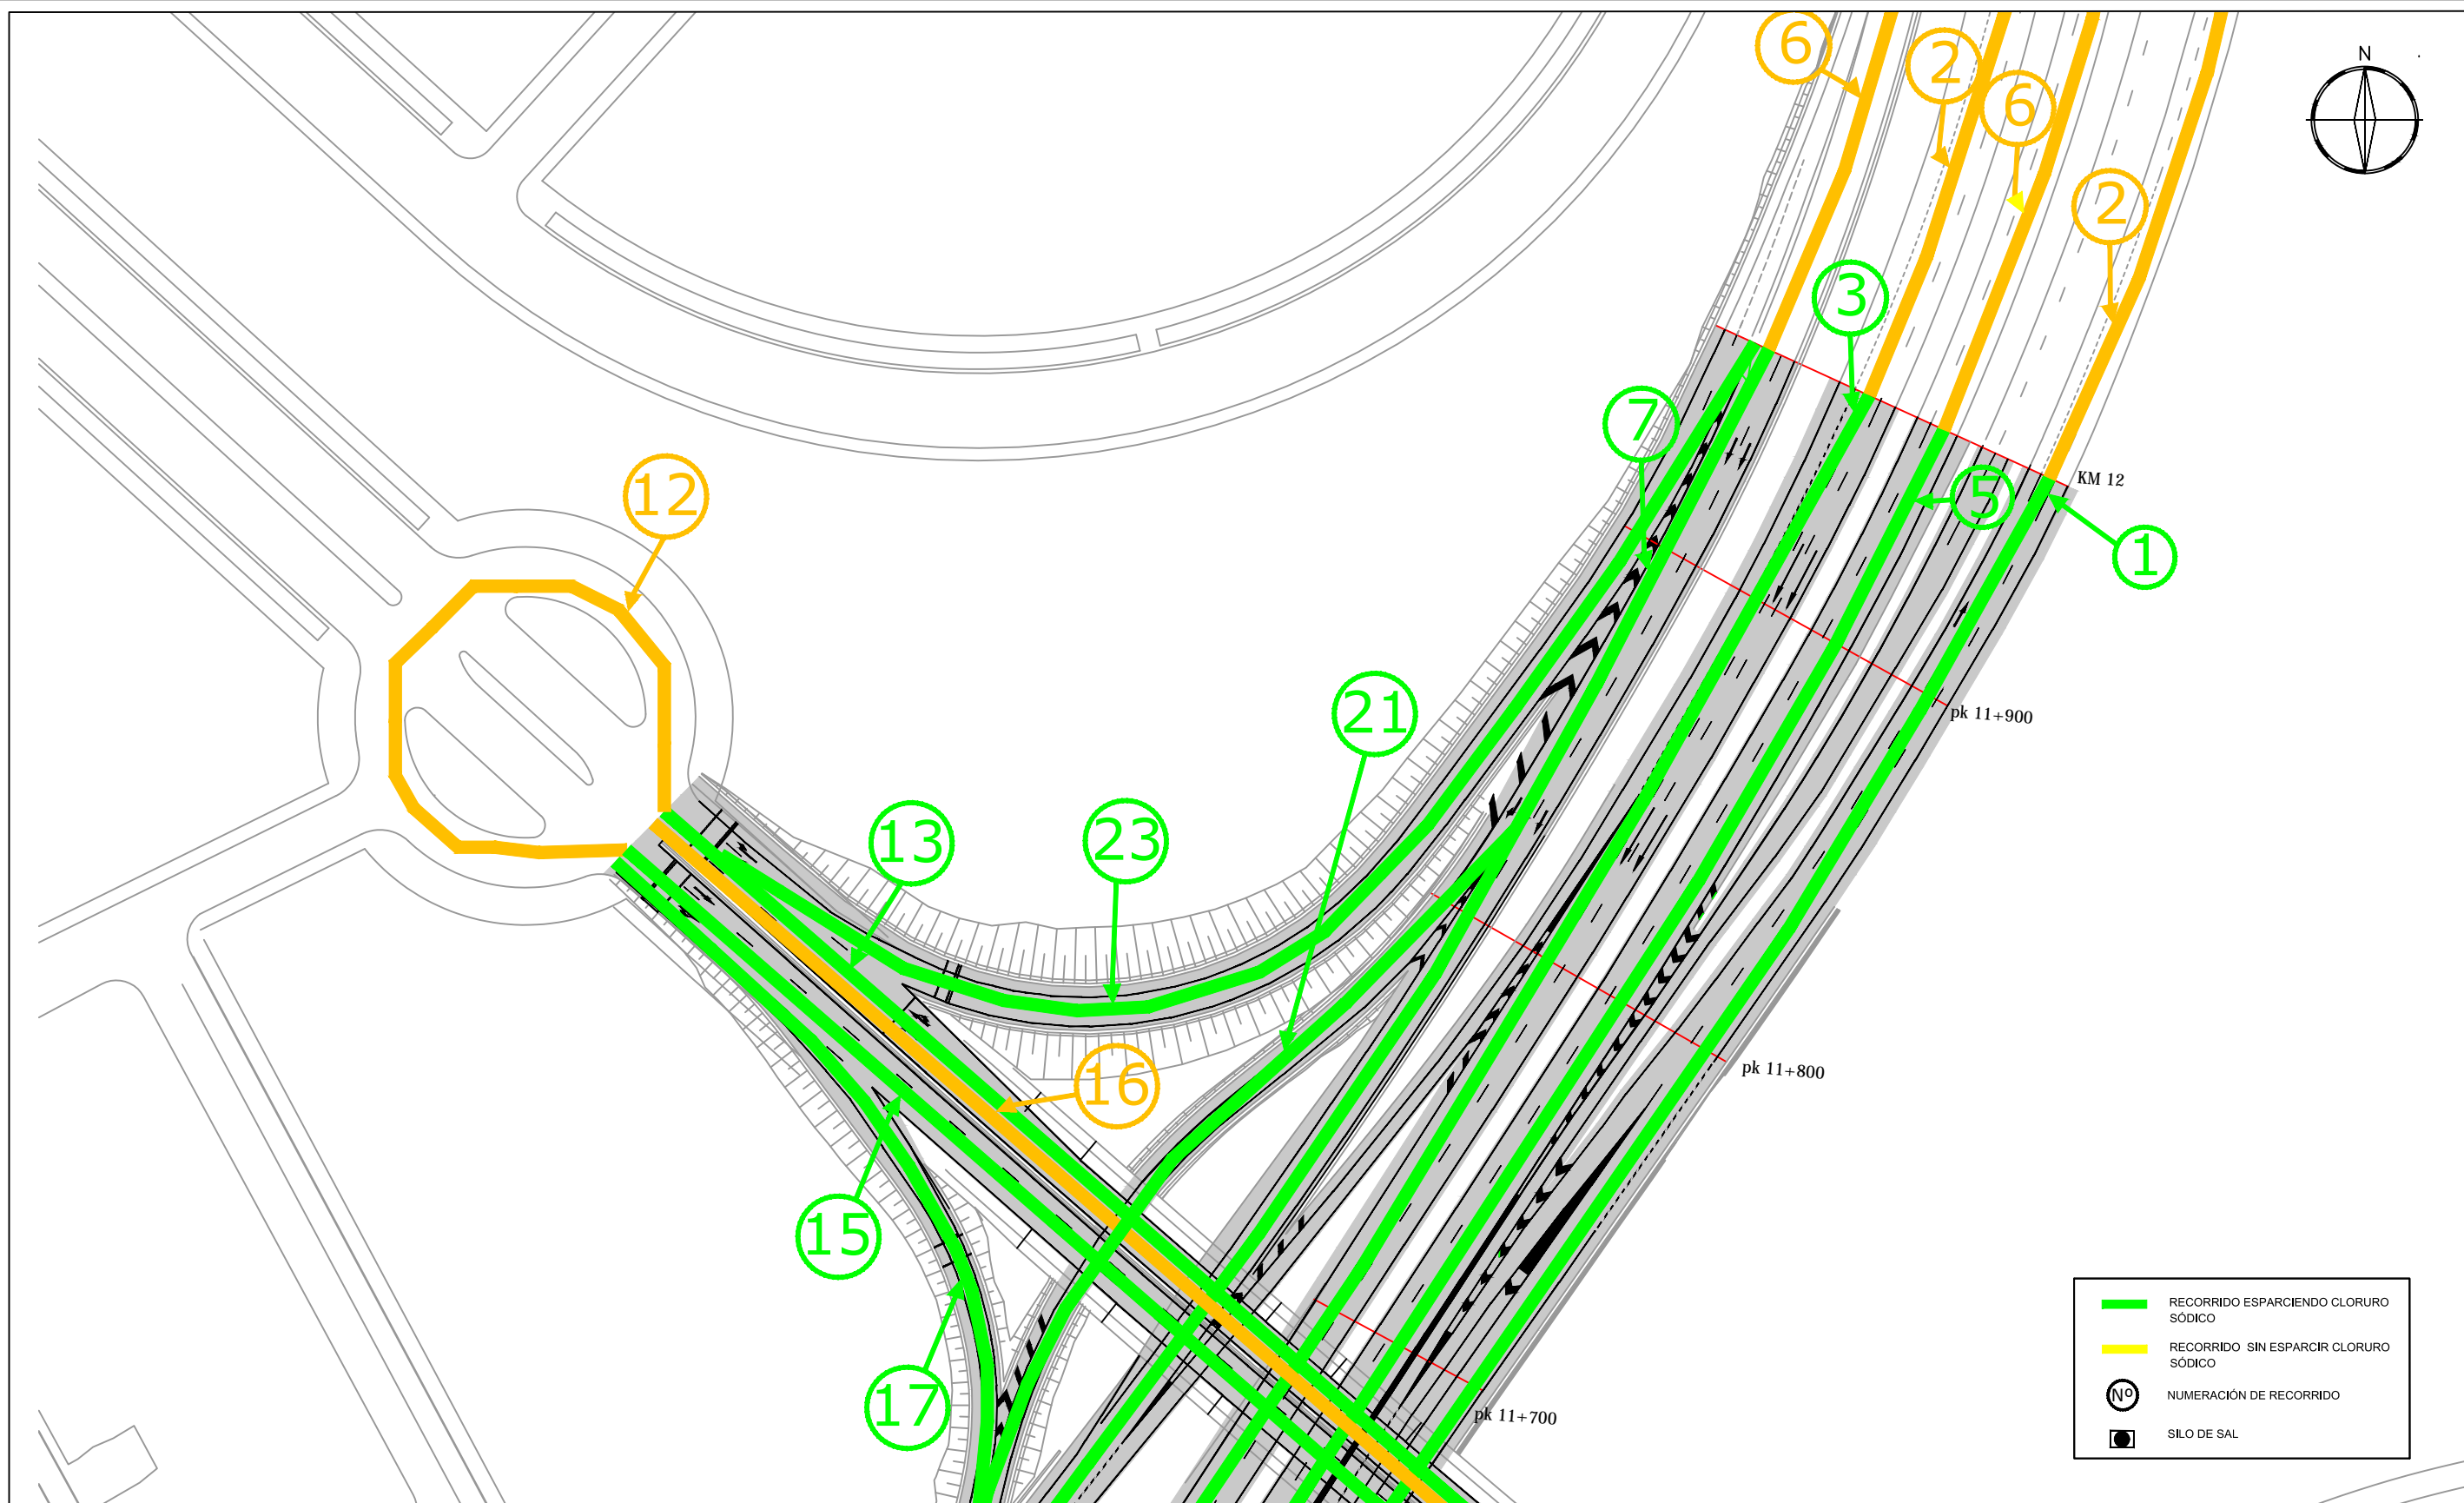 6
2
N
6
2
3
7
KM 12
12
5
1
21
pk 11+900
13
23
pk 11+800
16
15
17
pk 11+700
RECORRIDO ESPARCIENDO CLORURO
SÓDICO
RECORRIDO SIN ESPARCIR CLORURO
SÓDICO
Nº
NUMERACIÓN DE RECORRIDO
SILO DE SAL